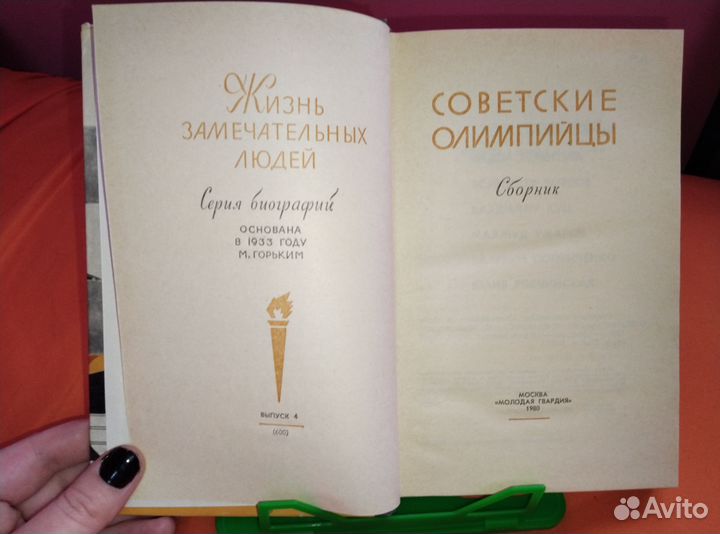 Жизнь
ЗАМЕЧАТЕЛЬНЫХ
ЛЮДЕЙ
Серия биографий
ОСНОВАНА
В 1933 ГОДУ
М. ГОРЬКИМ
ВЫПУСК 4
(600)
СОВЕТСКИЕ
ОЛИМПИЙЦЫ
Сборник
МОСКВА
«МОЛОДАЯ ГВАРДИЯ»
1980
Avito